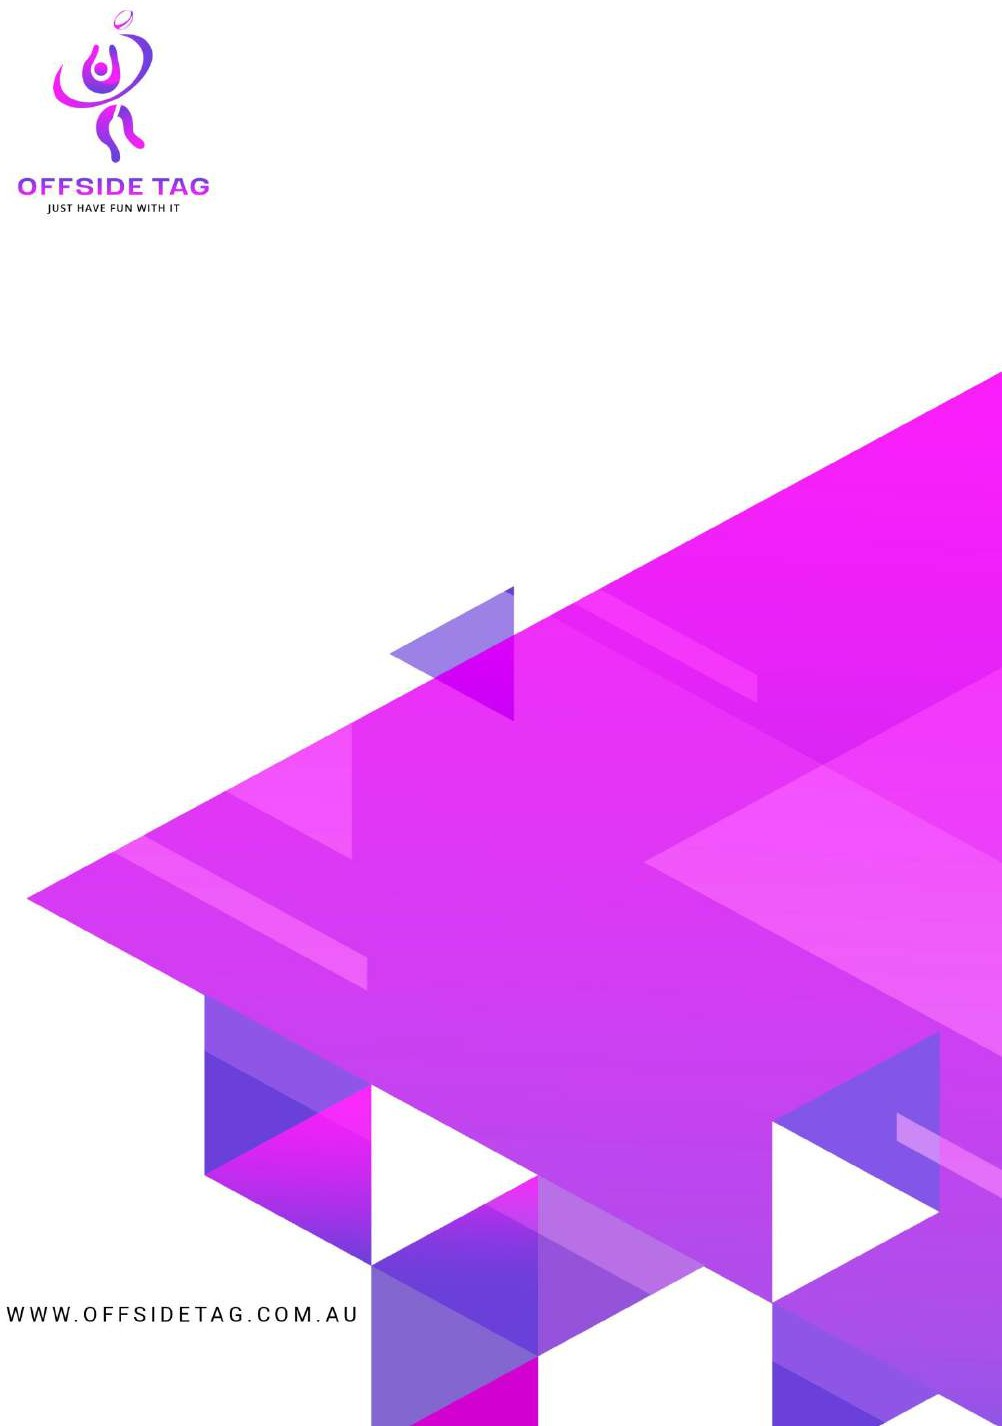 OFFSIDE TAG
JUST HAVE FUN WITH IT
WWW.OFFSIDETAG.COM.AU